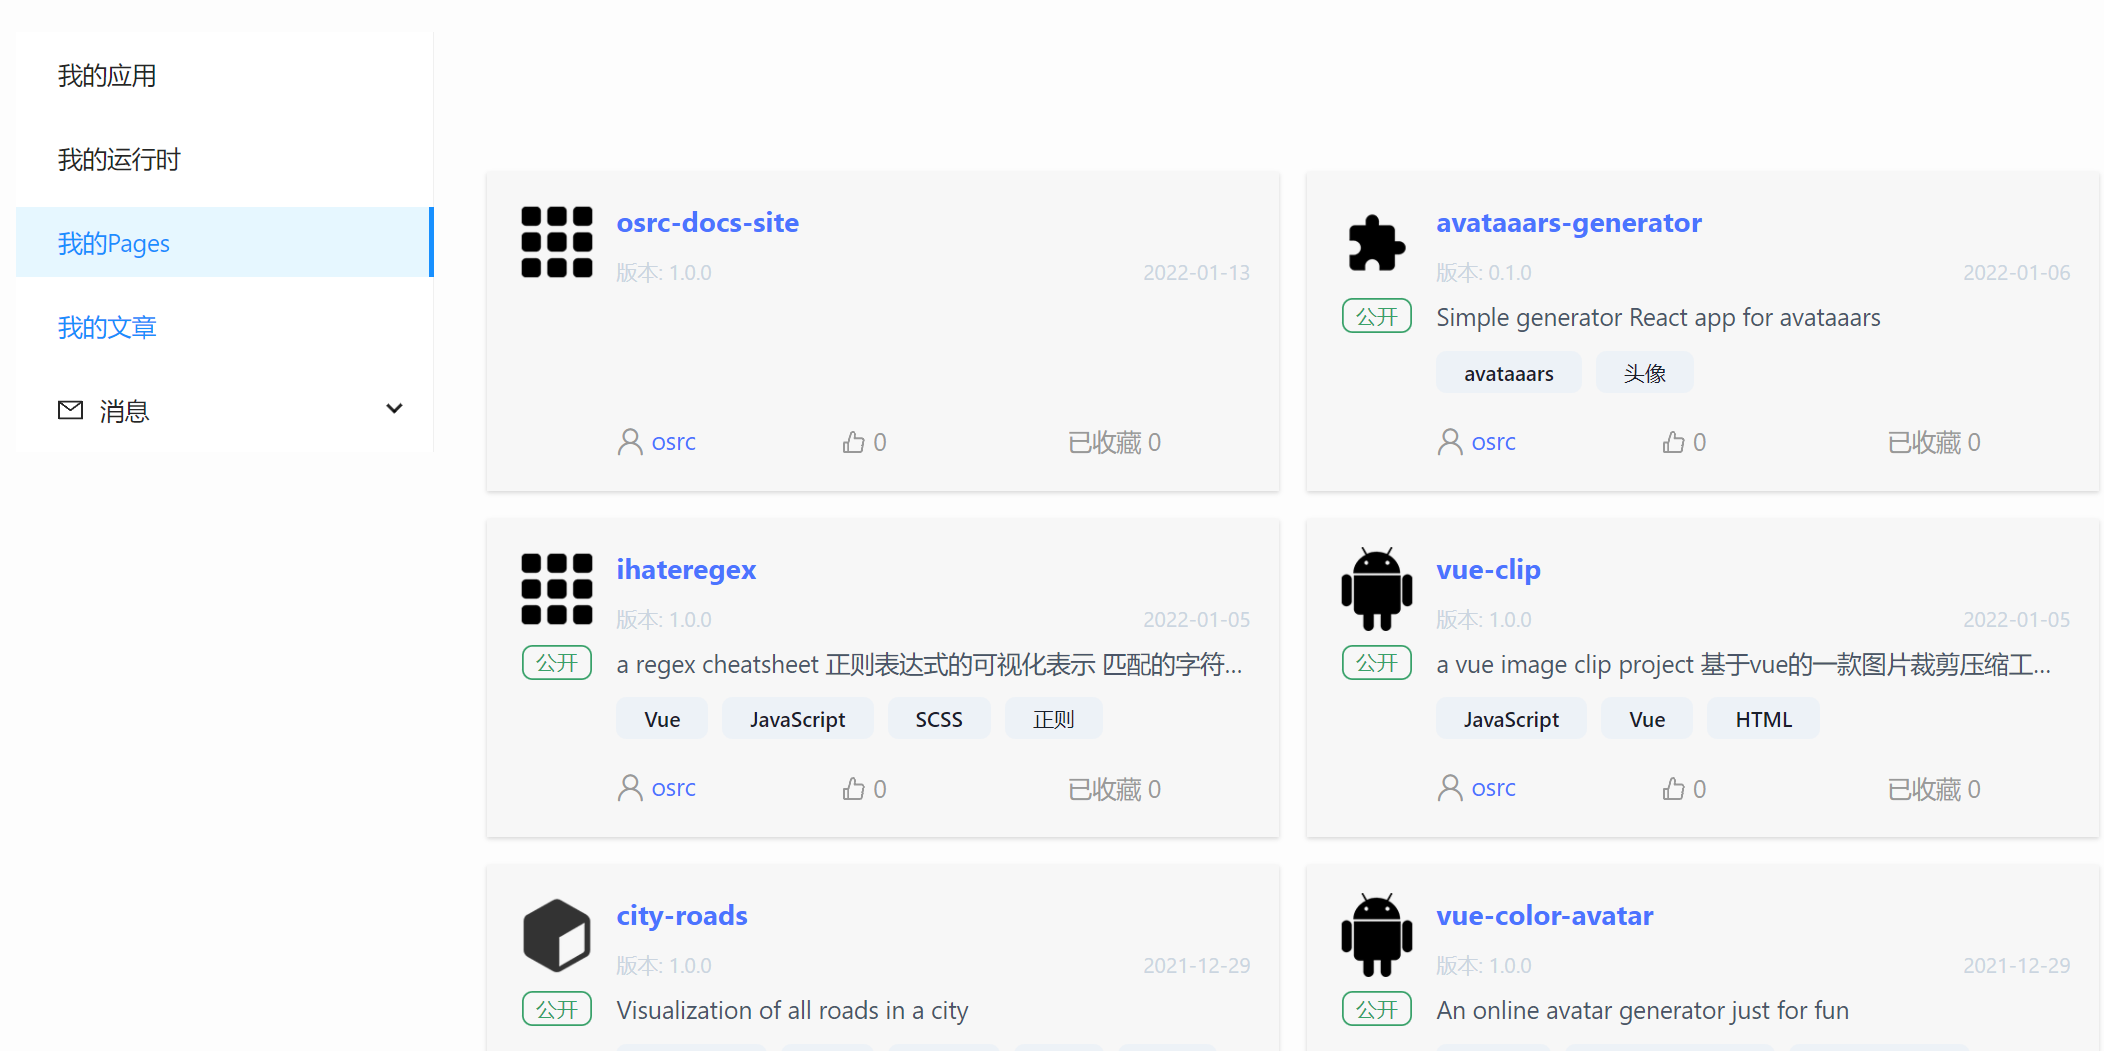 我的应用
我的运行时
我的Pages
我的文章
消息
osrc-docs-site
版本: 1.0.0 2022-01-13
osrc 0 已收藏 0
avataaars-generator
版本: 0.1.0 2022-01-06
公开 Simple generator React app for avataaars
avataaars 头像
osrc 0 已收藏 0
ihateregex
版本: 1.0.0 2022-01-05
公开 a regex cheatsheet 正则表达式的可视化表示 匹配的字符...
Vue JavaScript SCSS 正则
osrc 0 已收藏 0
vue-clip
版本: 1.0.0 2022-01-05
公开 a vue image clip project 基于vue的一款图片裁剪压缩工...
JavaScript Vue HTML
osrc 0 已收藏 0
city-roads
版本: 1.0.0 2021-12-29
公开 Visualization of all roads in a city
vue-color-avatar
版本: 1.0.0 2021-12-29
公开 An online avatar generator just for fun